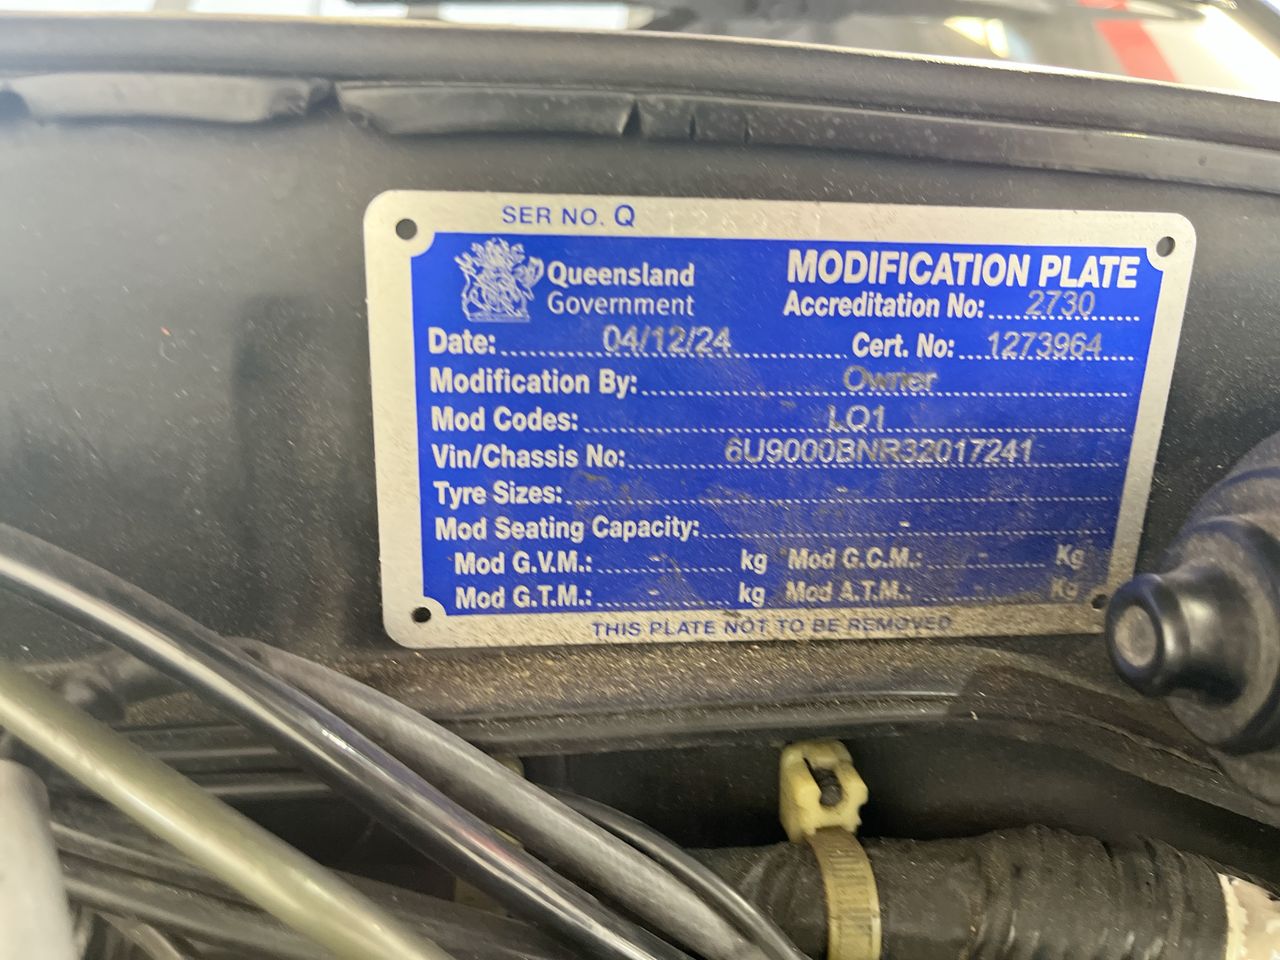 SER NO. Q
Queensland
Government
MODIFICATION PLATE
Accreditation No: 2730
Date: 04/12/24 Cert. No: 1273964
Modification By: Owner
Mod Codes: LO1
Vin/Chassis No: 6U9000BNR32017241
Tyre Sizes: -
Mod Seating Capacity: -
Mod G.V.M.: - kg Mod G.C.M.: - Kg
Mod G.T.M.: - kg Mod A.T.M.: - Kg
THIS PLATE NOT TO BE REMOVED